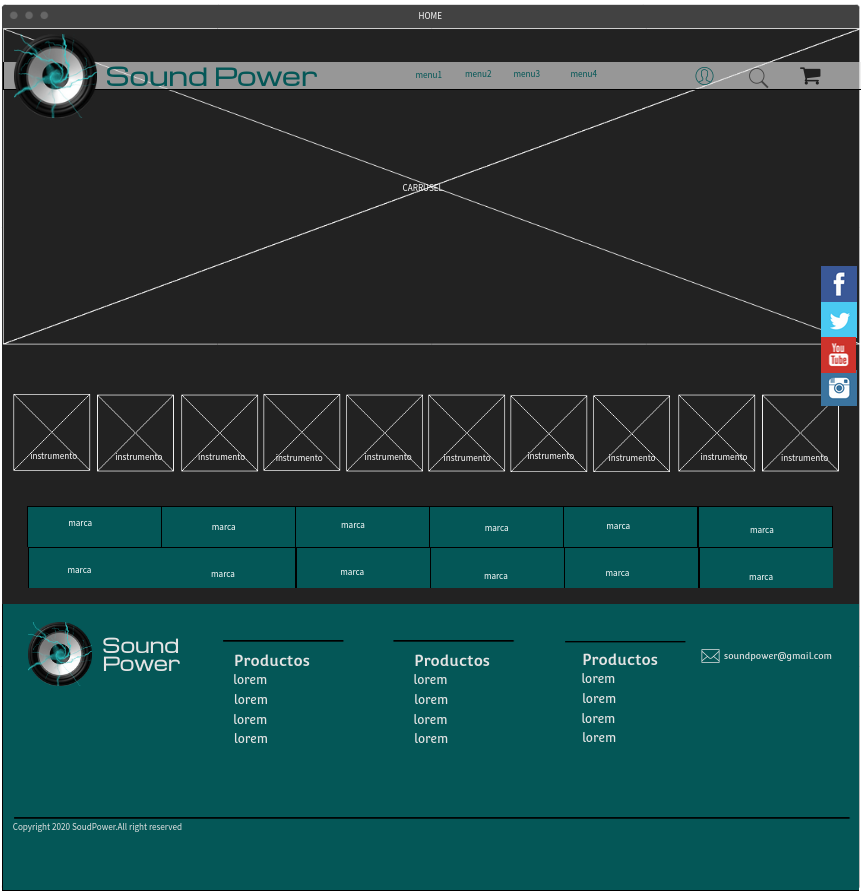 HOME
Sound Power
menu1
menu2
menu3
menu4
CARRUSEL
f
You
Tube
instrumento
instrumento
instrumento
instrumento
instrumento
instrumento
instrumento
instrumento
instrumento
instrumento
marca
marca
marca
marca
marca
marca
marca
marca
marca
marca
marca
marca
Sound
Power
Productos
lorem
lorem
lorem
lorem
Productos
lorem
lorem
lorem
lorem
Productos
lorem
lorem
lorem
lorem
soundpower@gmail.com
Copyright 2020 SoudPower.All right reserved